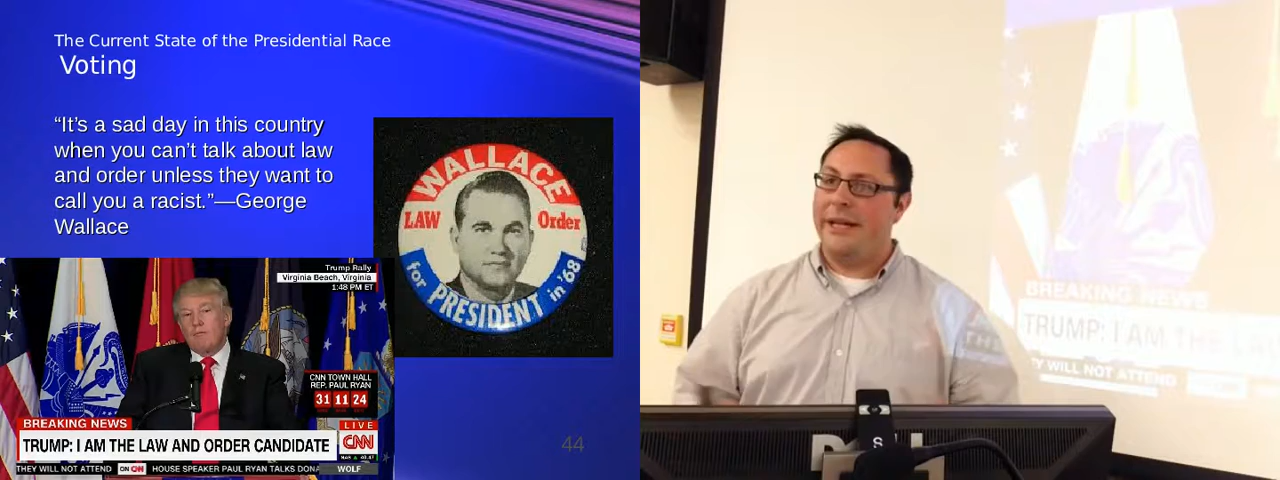 The Current State of the Presidential Race
Voting
“It’s a sad day in this country
when you can’t talk about law
and order unless they want to
call you a racist.”—George
Wallace
WALLACE
LAW Order
for PRESIDENT in '68
Trump Rally
Virginia Beach, Virginia
1:48 PM ET
CNN TOWN HALL
REP. PAUL RYAN
31 11 24
BREAKING NEWS
LIVE
TRUMP: I AM THE LAW AND ORDER CANDIDATE
CNN
THEY WILL NOT ATTEND ON CNN HOUSE SPEAKER PAUL RYAN TALKS DONA
WOLF
44
BREAKING NEWS
TRUMP: I AM THE LA
EY WILL NOT ATTEND